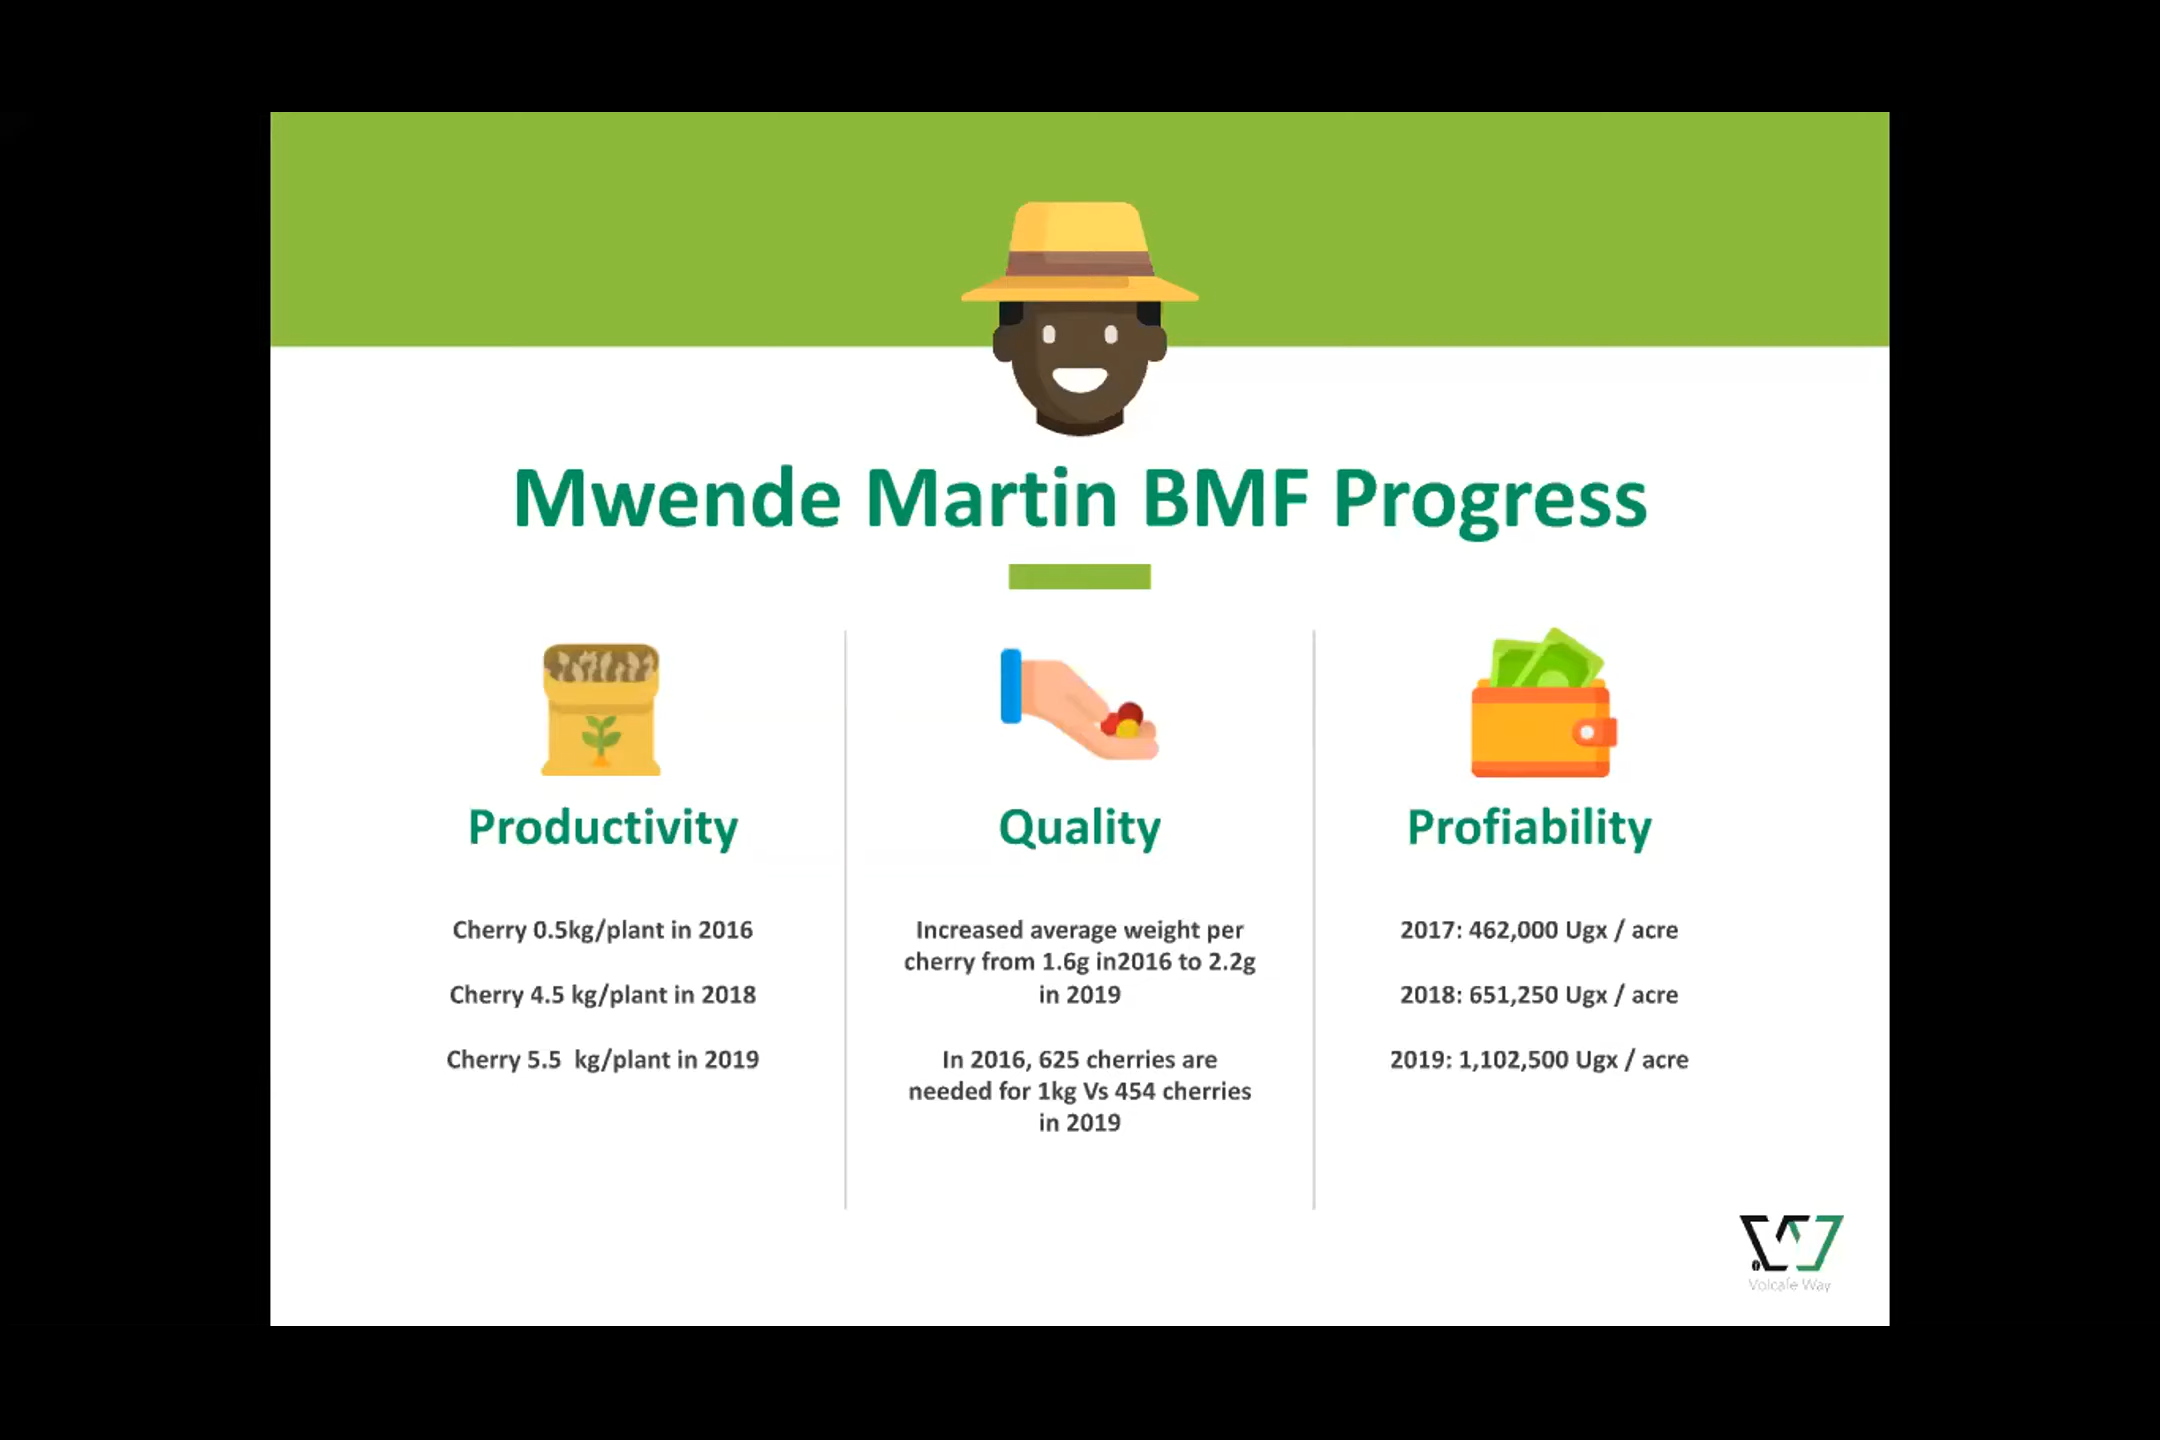 Mwende Martin BMF Progress
Productivity
Cherry 0.5kg/plant in 2016
Cherry 4.5 kg/plant in 2018
Cherry 5.5  kg/plant in 2019
Quality
Increased average weight per
cherry from 1.6g in2016 to 2.2g
in 2019
In 2016, 625 cherries are
needed for 1kg Vs 454 cherries
in 2019
Profiability
2017: 462,000 Ugx / acre
2018: 651,250 Ugx / acre
2019: 1,102,500 Ugx / acre
Volcafe Way